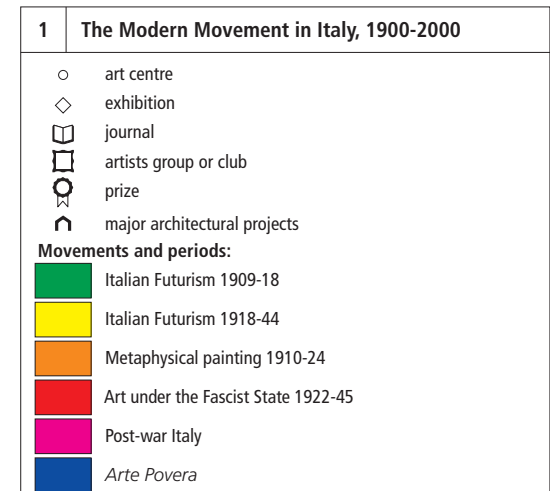 1 The Modern Movement in Italy, 1900-2000
art centre
exhibition
journal
artists group or club
prize
major architectural projects
Movements and periods:
Italian Futurism 1909-18
Italian Futurism 1918-44
Metaphysical painting 1910-24
Art under the Fascist State 1922-45
Post-war Italy
Arte Povera